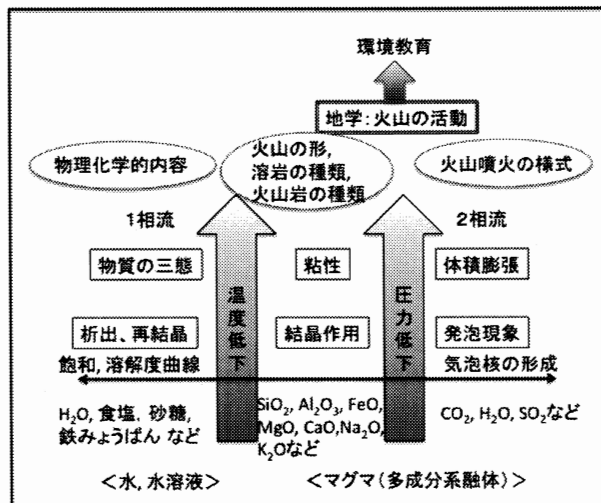 環境教育
地学:火山の活動
物理化学的内容
火山の形,
溶岩の種類,
火山岩の種類
火山噴火の様式
1相流
2相流
物質の三態
粘性
体積膨張
温度低下
圧力低下
析出、再結晶
結晶作用
発泡現象
飽和, 溶解度曲線
気泡核の形成
H₂O, 食塩, 砂糖,
鉄みょうばん など
SiO₂, Al₂O₃, FeO,
MgO, CaO,Na₂O,
K₂Oなど
CO₂, H₂O, SO₂など
<水, 水溶液>
<マグマ(多成分系融体)>